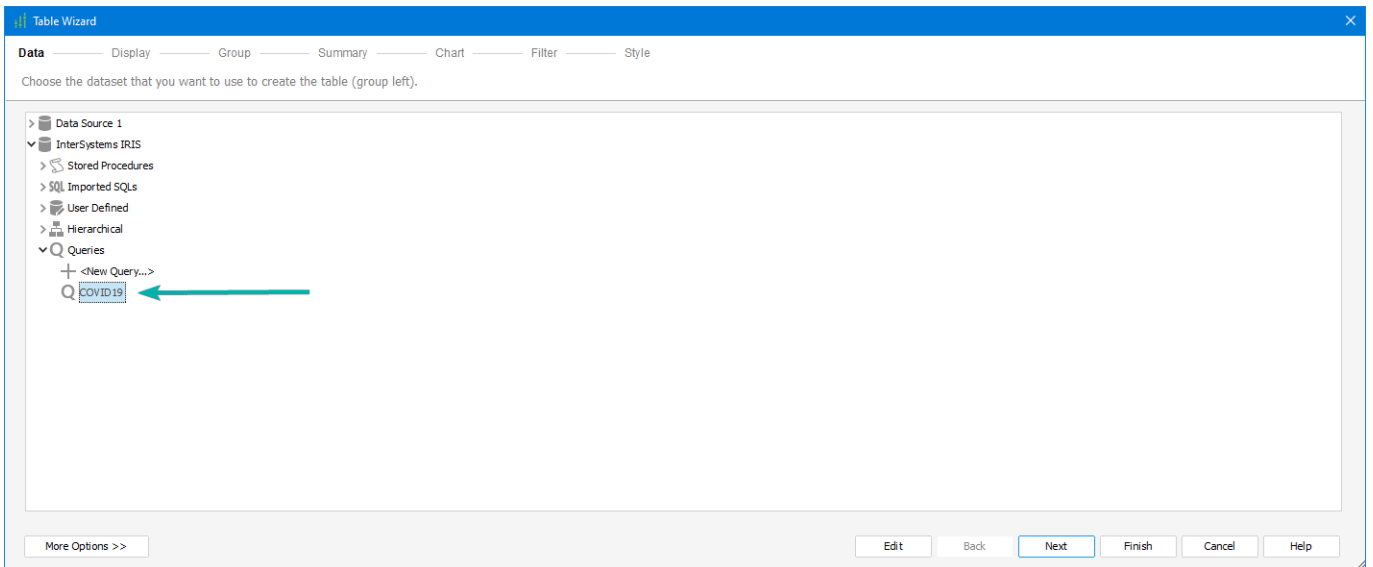 Table Wizard
Data Display Group Summary Chart Filter Style
Choose the dataset that you want to use to create the table (group left).
Data Source 1
InterSystems IRIS
Stored Procedures
SQL Imported SQLs
User Defined
Hierarchical
Queries
<New Query...>
COVID19
More Options >> Edit Back Next Finish Cancel Help